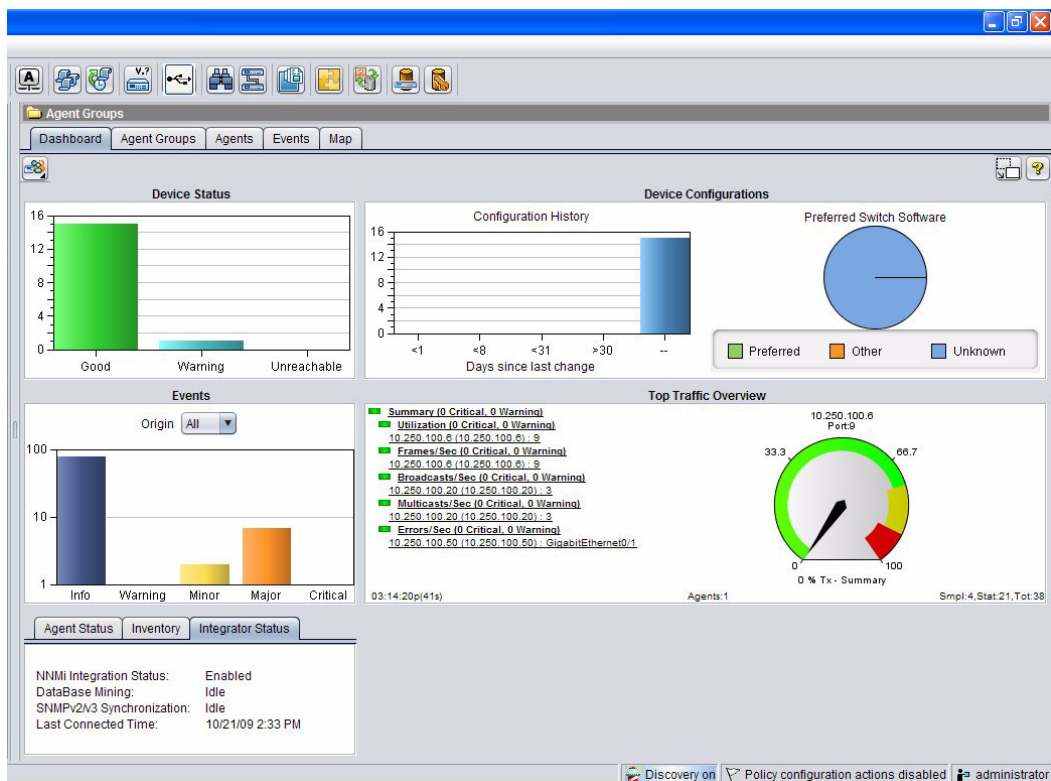 A
V.?
Agent Groups
Dashboard Agent Groups Agents Events Map
?
Device Status
16
12
8
4
0
Good Warning Unreachable
Device Configurations
Configuration History
16
12
8
4
0
<1 <8 <31 >30 --
Days since last change
Preferred Switch Software
Preferred Other Unknown
Events
Origin All
100
10
1
Info Warning Minor Major Critical
Top Traffic Overview
Summary (0 Critical, 0 Warning)
Utilization (0 Critical, 0 Warning)
10.250.100.6 (10.250.100.6) : 9
Frames/Sec (0 Critical, 0 Warning)
10.250.100.6 (10.250.100.6) : 9
Broadcasts/Sec (0 Critical, 0 Warning)
10.250.100.20 (10.250.100.20) : 3
Multicasts/Sec (0 Critical, 0 Warning)
10.250.100.20 (10.250.100.20) : 3
Errors/Sec (0 Critical, 0 Warning)
10.250.100.50 (10.250.100.50) : GigabitEthernet0/1
10.250.100.6
Port:9
33.3 66.7
0 100
0 % Tx - Summary
03:14:20p(41s) Agents:1 Smpl:4,Stat:21,Tot:38
Agent Status Inventory Integrator Status
NNMi Integration Status: Enabled
DataBase Mining: Idle
SNMPv2/v3 Synchronization: Idle
Last Connected Time: 10/21/09 2:33 PM
Discovery on Policy configuration actions disabled administrator